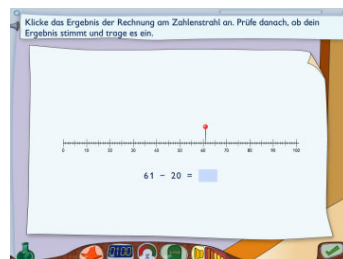 Klicke das Ergebnis der Rechnung am Zahlenstrahl an. Prüfe danach, ob dein
Ergebnis stimmt und trage es ein.
0 10 20 30 40 50 60 70 80 90 100
61 - 20 =